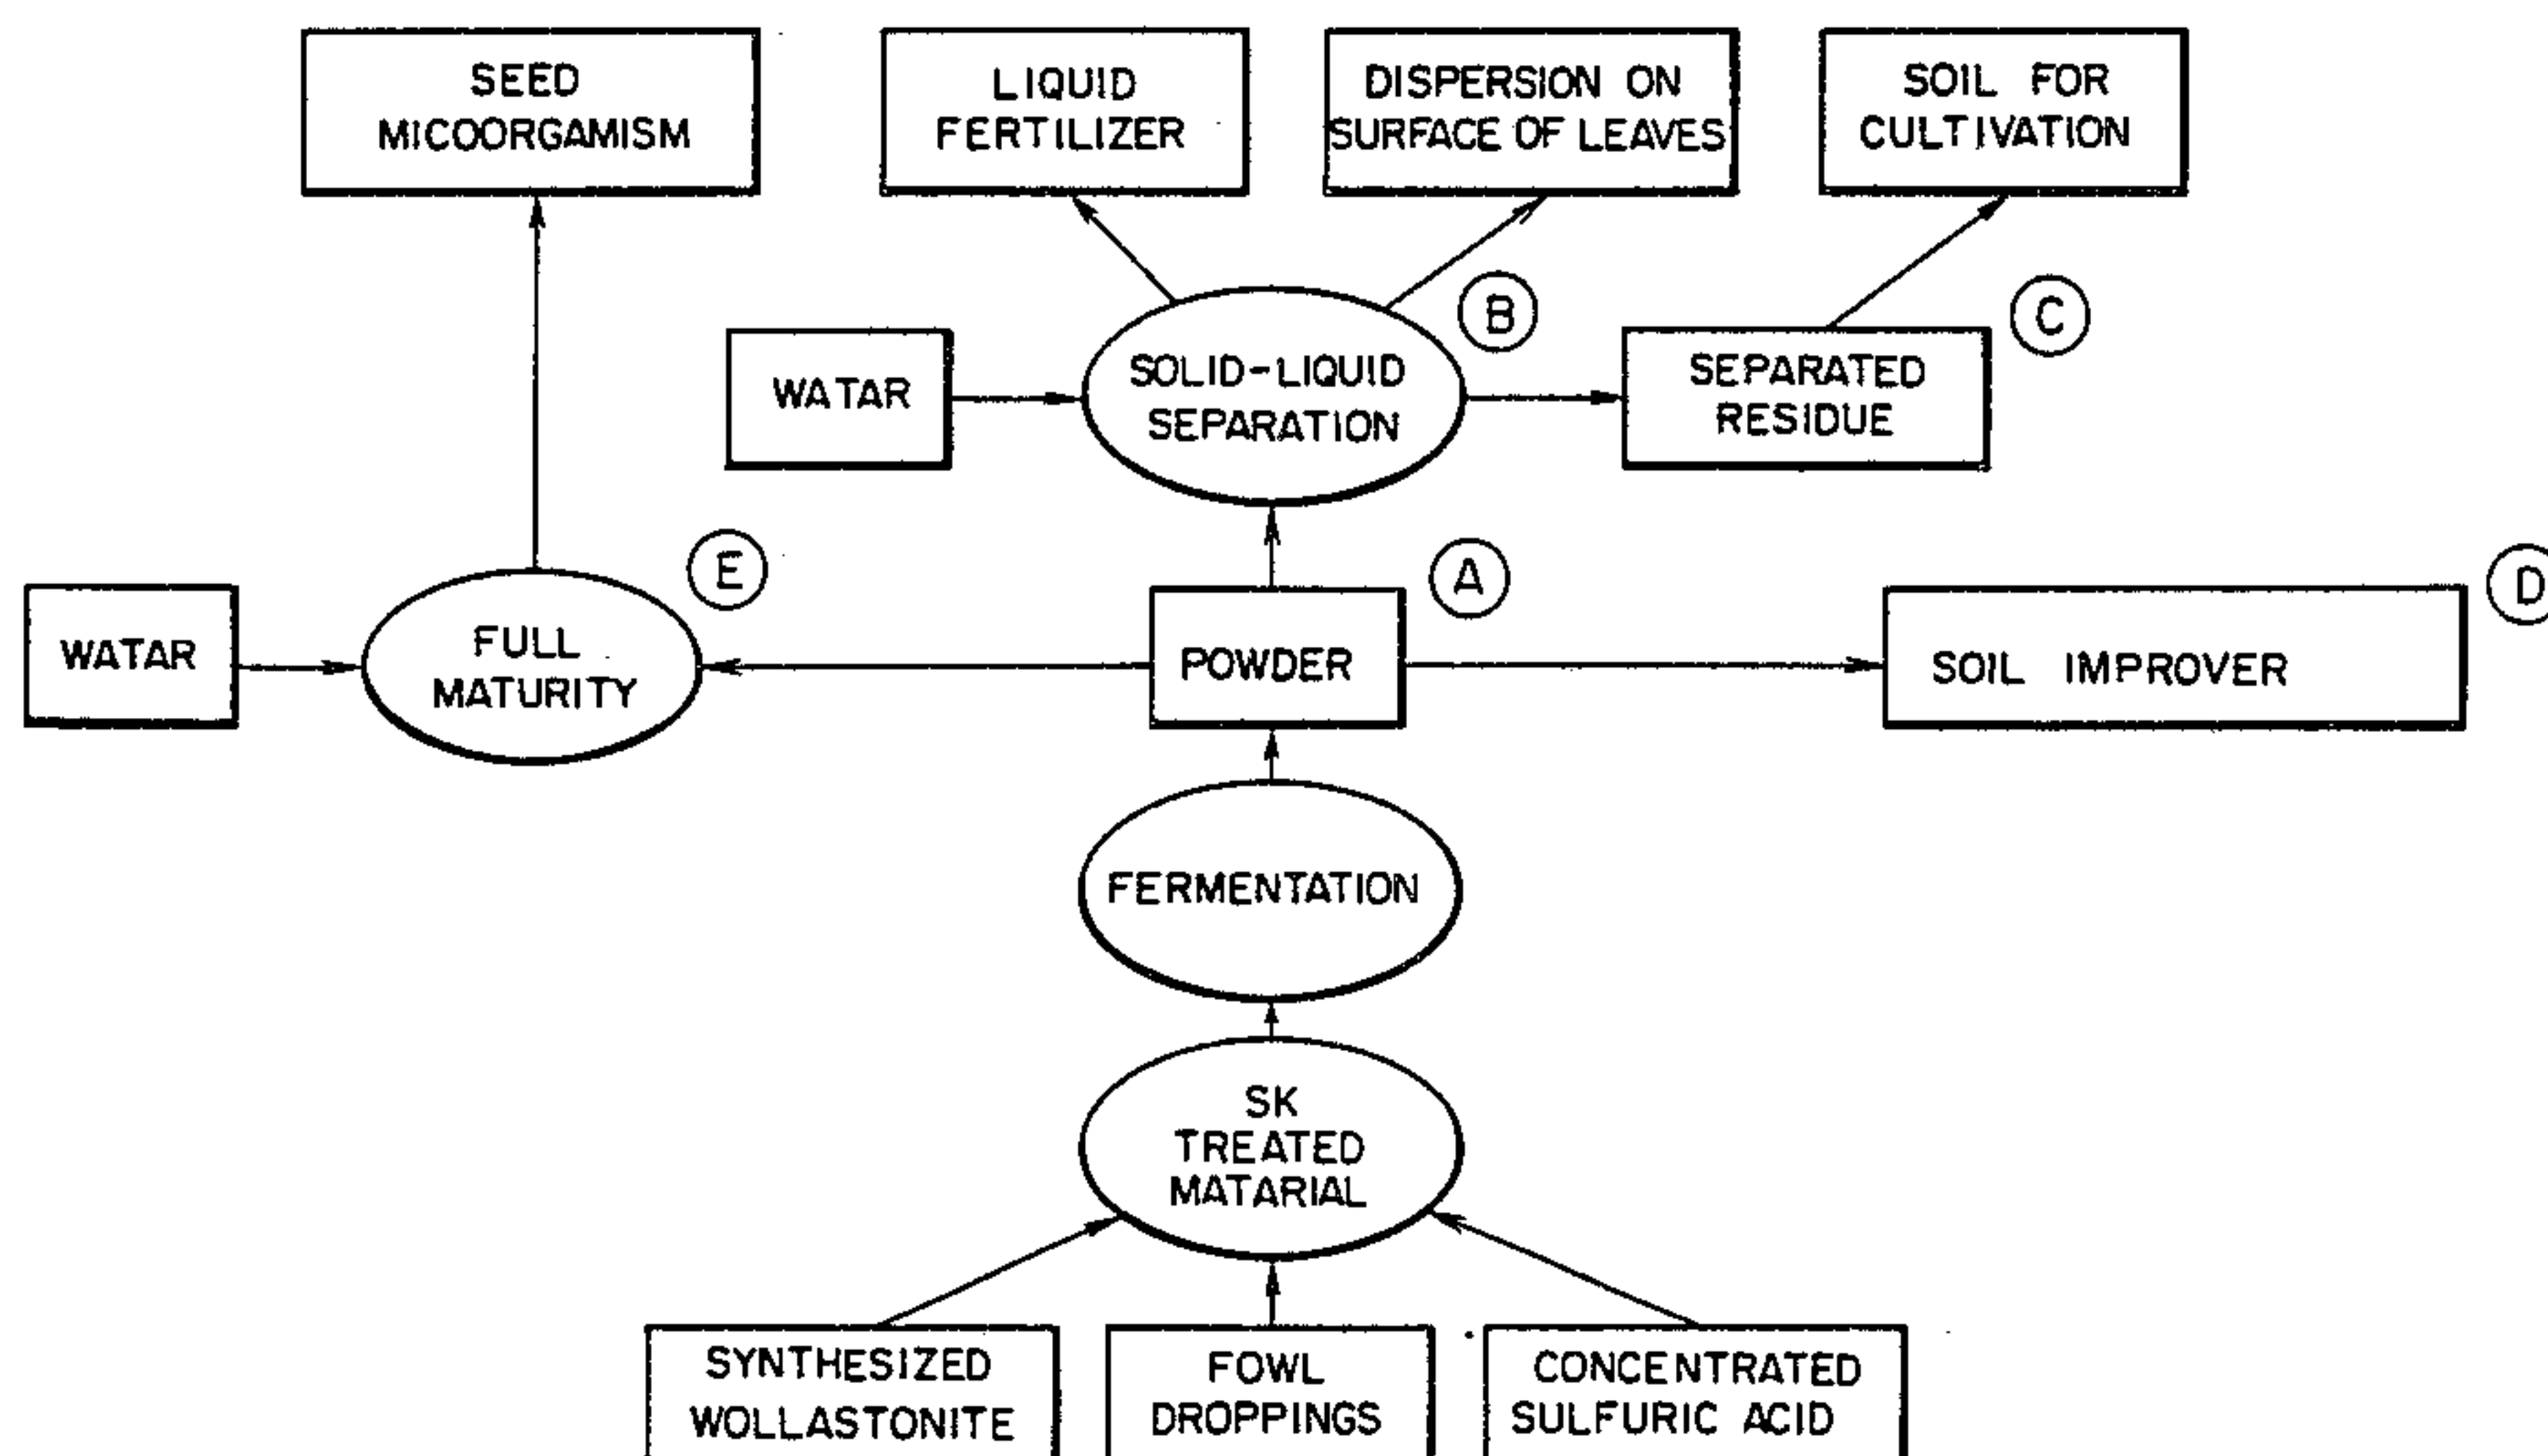 SEED
MICOORGAMISM
LIQUID
FERTILIZER
DISPERSION ON
SURFACE OF LEAVES
SOIL FOR
CULTIVATION
B
C
WATAR
SOLID-LIQUID
SEPARATION
SEPARATED
RESIDUE
E
A
D
WATAR
FULL
MATURITY
POWDER
SOIL IMPROVER
FERMENTATION
SK
TREATED
MATARIAL
SYNTHESIZED
WOLLASTONITE
FOWL
DROPPINGS
CONCENTRATED
SULFURIC ACID